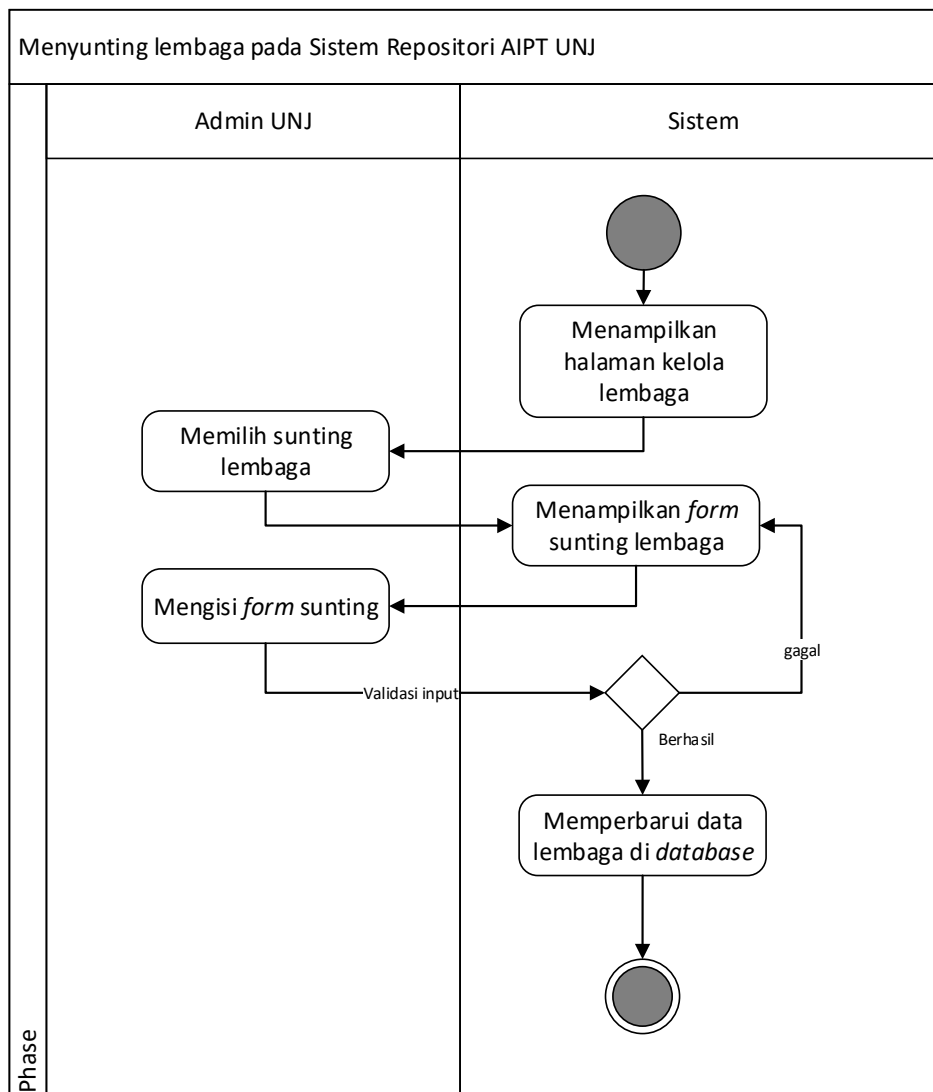 Menyunting lembaga pada Sistem Repositori AIPT UNJ
Admin UNJ
Sistem
Menampilkan
halaman kelola
lembaga
Memilih sunting
lembaga
Menampilkan form
sunting lembaga
Mengisi form sunting
gagal
Validasi input
Berhasil
Memperbarui data
lembaga di database
Phase